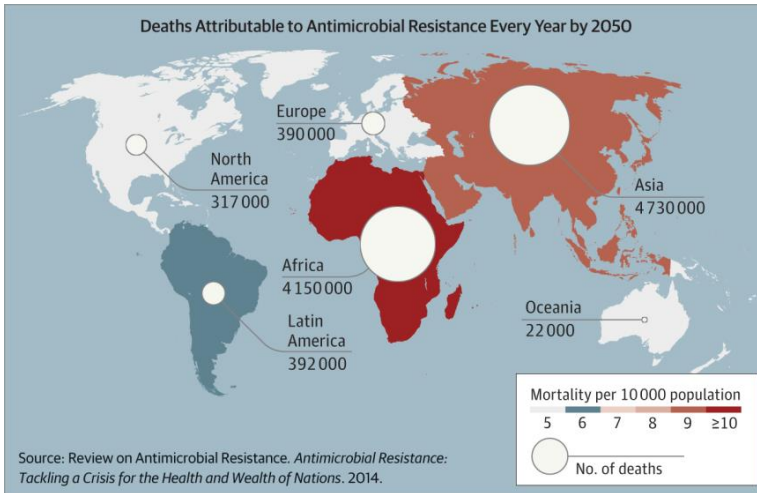 Deaths Attributable to Antimicrobial Resistance Every Year by 2050
Europe
390 000
North
America
317 000
Asia
4 730 000
Africa
4 150 000
Latin
America
392 000
Oceania
22 000
Mortality per 10 000 population
5 6 7 8 9 ≥10
No. of deaths
Source: Review on Antimicrobial Resistance. Antimicrobial Resistance:
Tackling a Crisis for the Health and Wealth of Nations. 2014.